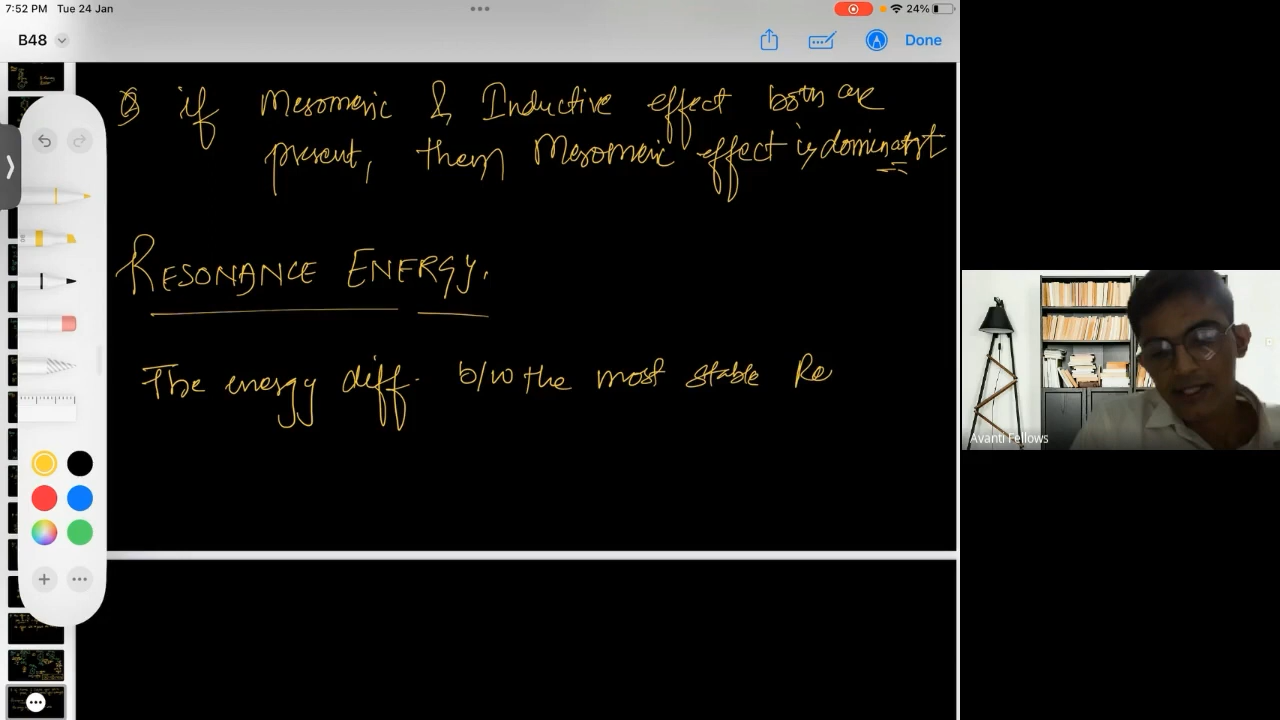 7:52 PM Tue 24 Jan
24%
B48
Done
if Mesomeric & Inductive effect both are
present, then Mesomeric effect is dominant
RESONANCE ENERGY.
The energy diff. b/w the most stable Re
Avanti Fellows